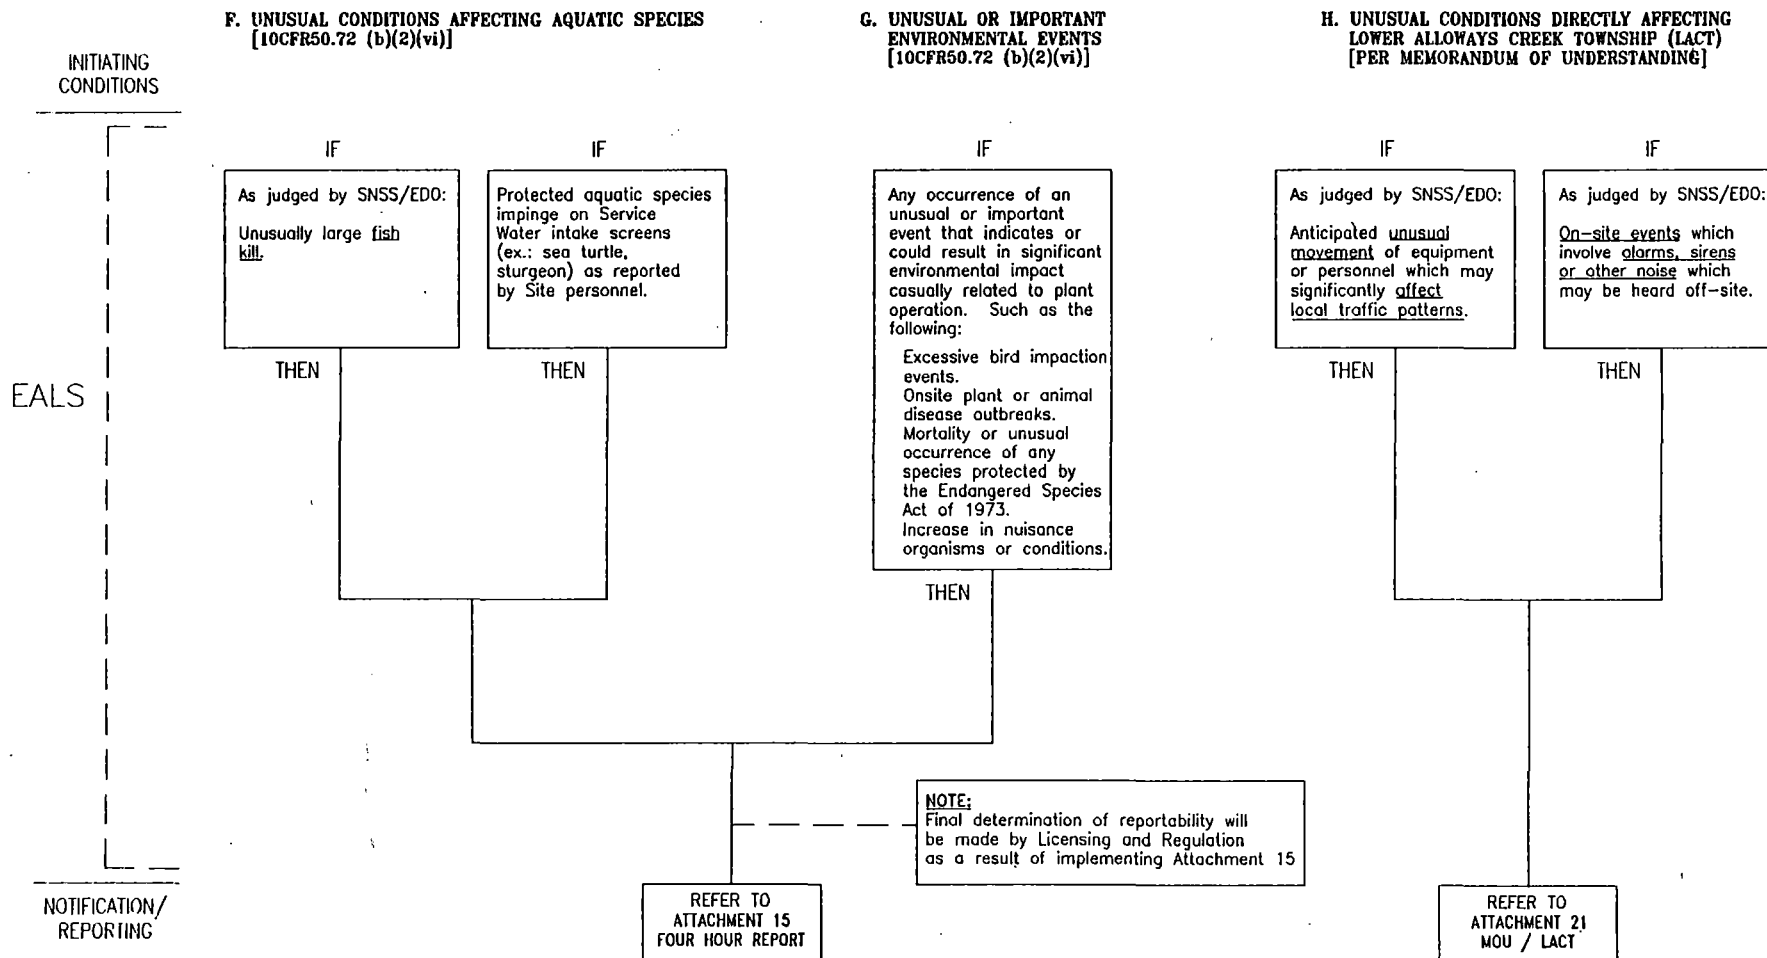 F. UNUSUAL CONDITIONS AFFECTING AQUATIC SPECIES
[10CFR50.72 (b)(2)(vi)]
G. UNUSUAL OR IMPORTANT
ENVIRONMENTAL EVENTS
[10CFR50.72 (b)(2)(vi)]
H. UNUSUAL CONDITIONS DIRECTLY AFFECTING
LOWER ALLOWAYS CREEK TOWNSHIP (LACT)
[PER MEMORANDUM OF UNDERSTANDING]
INITIATING
CONDITIONS
IF
As judged by SNSS/EDO:
Unusually large fish
kill.
THEN
IF
Protected aquatic species
impinge on Service
Water intake screens
(ex.: sea turtle,
sturgeon) as reported
by Site personnel.
THEN
IF
Any occurrence of an
unusual or important
event that indicates or
could result in significant
environmental impact
casually related to plant
operation. Such as the
following:
Excessive bird impaction
events.
Onsite plant or animal
disease outbreaks.
Mortality or unusual
occurrence of any
species protected by
the Endangered Species
Act of 1973.
Increase in nuisance
organisms or conditions.
THEN
IF
As judged by SNSS/EDO:
Anticipated unusual
movement of equipment
or personnel which may
significantly affect
local traffic patterns.
THEN
IF
As judged by SNSS/EDO:
On-site events which
involve alarms, sirens
or other noise which
may be heard off-site.
THEN
EALS
NOTE:
Final determination of reportability will
be made by Licensing and Regulation
as a result of implementing Attachment 15
NOTIFICATION/
REPORTING
REFER TO
ATTACHMENT 15
FOUR HOUR REPORT
REFER TO
ATTACHMENT 21
MOU / LACT